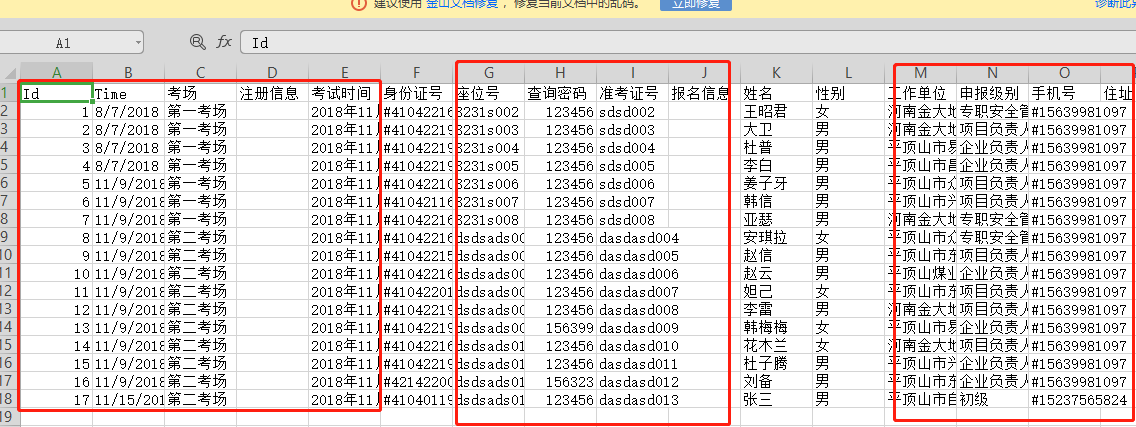 建议使用 金山文档修复 ，修复当前文档中的乱码。 立即修复
A1 fx Id
A B C D E F G H I J K L M N O
1 Id Time 考场 注册信息 考试时间 身份证号 座位号 查询密码 准考证号 报名信息 姓名 性别 工作单位 申报级别 手机号 住址
2 1 8/7/2018 第一考场 2018年11月 #41042216 8231s002 123456 sdsd002 王昭君 女 河南金大地 专职安全管 #15639981097
3 2 8/7/2018 第一考场 2018年11月 #41042219 8231s003 123456 sdsd003 大卫 男 河南金大地 项目负责人 #15639981097
4 3 8/7/2018 第一考场 2018年11月 #41042219 8231s004 123456 sdsd004 杜普 男 平顶山市易 企业负责人 #15639981097
5 4 8/7/2018 第一考场 2018年11月 #41042219 8231s005 123456 sdsd005 李白 男 平顶山市昌 企业负责人 #15639981097
6 5 11/9/2018 第一考场 2018年11月 #41042210 8231s006 123456 sdsd006 姜子牙 男 平顶山市众 项目负责人 #15639981097
7 6 11/9/2018 第一考场 2018年11月 #41042116 8231s007 123456 sdsd007 韩信 男 平顶山市兴 项目负责人 #15639981097
8 7 11/9/2018 第一考场 2018年11月 #41042216 8231s008 123456 sdsd008 亚瑟 男 河南金大地 专职安全管 #15639981097
9 8 11/9/2018 第二考场 2018年11月 #41042216 dsdsads00 123456 dasdasd004 安琪拉 女 平顶山市众 专职安全管 #15639981097
10 9 11/9/2018 第二考场 2018年11月 #41042215 dsdsads00 123456 dasdasd005 赵信 男 平顶山市东 项目负责人 #15639981097
11 10 11/9/2018 第二考场 2018年11月 #41042216 dsdsads00 123456 dasdasd006 赵云 男 平顶山煤业 企业负责人 #15639981097
12 11 11/9/2018 第二考场 2018年11月 #41042201 dsdsads00 123456 dasdasd007 妲己 女 平顶山市东 企业负责人 #15639981097
13 12 11/9/2018 第二考场 2018年11月 #41042219 dsdsads00 123456 dasdasd008 李雷 男 河南金大地 项目负责人 #15639981097
14 13 11/9/2018 第二考场 2018年11月 #41042219 dsdsads00 156399 dasdasd009 韩梅梅 女 平顶山市易 企业负责人 #15639981097
15 14 11/9/2018 第二考场 2018年11月 #41042216 dsdsads01 123456 dasdasd010 花木兰 女 河南金大地 专职安全管 #15639981097
16 15 11/9/2018 第二考场 2018年11月 #41042219 dsdsads01 123456 dasdasd011 杜子腾 男 平顶山市兴 企业负责人 #15639981097
17 16 11/9/2018 第二考场 2018年11月 #42142200 dsdsads01 156323 dasdasd012 刘备 男 平顶山市东 企业负责人 #15639981097
18 17 11/15/201 第二考场 2018年11月 #41040119 dsdsads01 123456 dasdasd013 张三 男 平顶山市自 初级 #15237565824
19